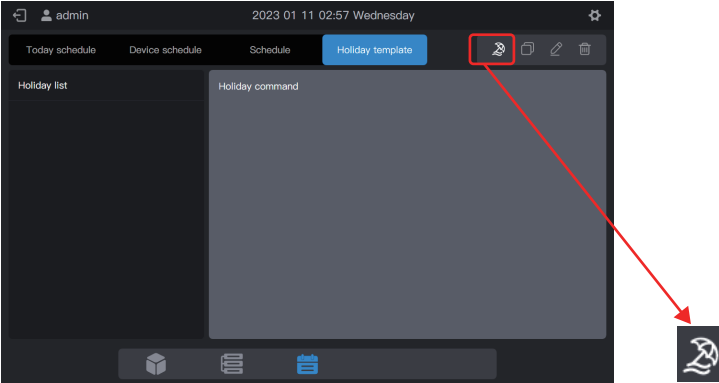 admin
2023 01 11 02:57 Wednesday
Today schedule
Device schedule
Schedule
Holiday template
Holiday list
Holiday command